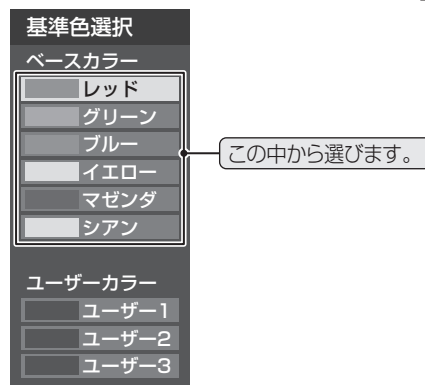 基準色選択
ベースカラー
レッド
グリーン
ブルー
イエロー
マゼンダ
シアン
この中から選びます。
ユーザーカラー
ユーザー1
ユーザー2
ユーザー3